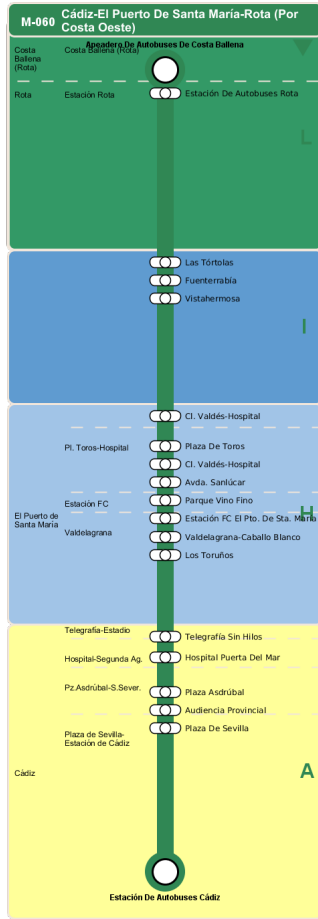 M-060
Cádiz-El Puerto De Santa María-Rota (Por
Costa Oeste)
Apeadero De Autobuses De Costa Ballena
Costa
Ballena
(Rota)
Costa Ballena (Rota)
Rota
Estación Rota
Estación De Autobuses Rota
L
Las Tórtolas
Fuenterrabía
Vistahermosa
I
Cl. Valdés-Hospital
Pl. Toros-Hospital
Plaza De Toros
Cl. Valdés-Hospital
Avda. Sanlúcar
Estación FC
Parque Vino Fino
El Puerto de
Santa María
Estación FC El Pto. De Sta. María
H
Valdelagrana
Valdelagrana-Caballo Blanco
Los Toruños
Telegrafía-Estadio
Telegrafía Sin Hilos
Hospital-Segunda Ag.
Hospital Puerta Del Mar
Pz.Asdrúbal-S.Sever.
Plaza Asdrúbal
Audiencia Provincial
Plaza De Sevilla
Plaza de Sevilla-
Estación de Cádiz
Cádiz
A
Estación De Autobuses Cádiz